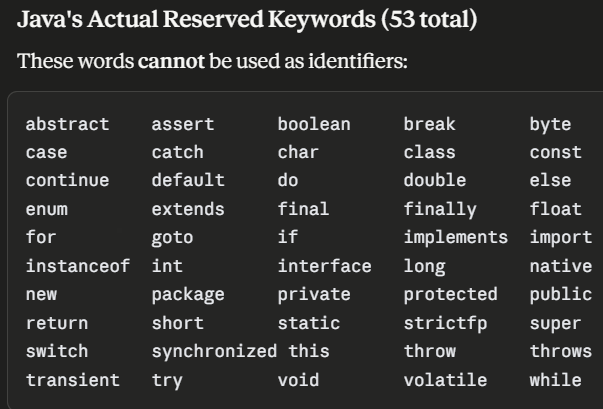 Java's Actual Reserved Keywords (53 total)
These words cannot be used as identifiers:
abstract assert boolean break byte
case catch char class const
continue default do double else
enum extends final finally float
for goto if implements import
instanceof int interface long native
new package private protected public
return short static strictfp super
switch synchronized this throw throws
transient try void volatile while